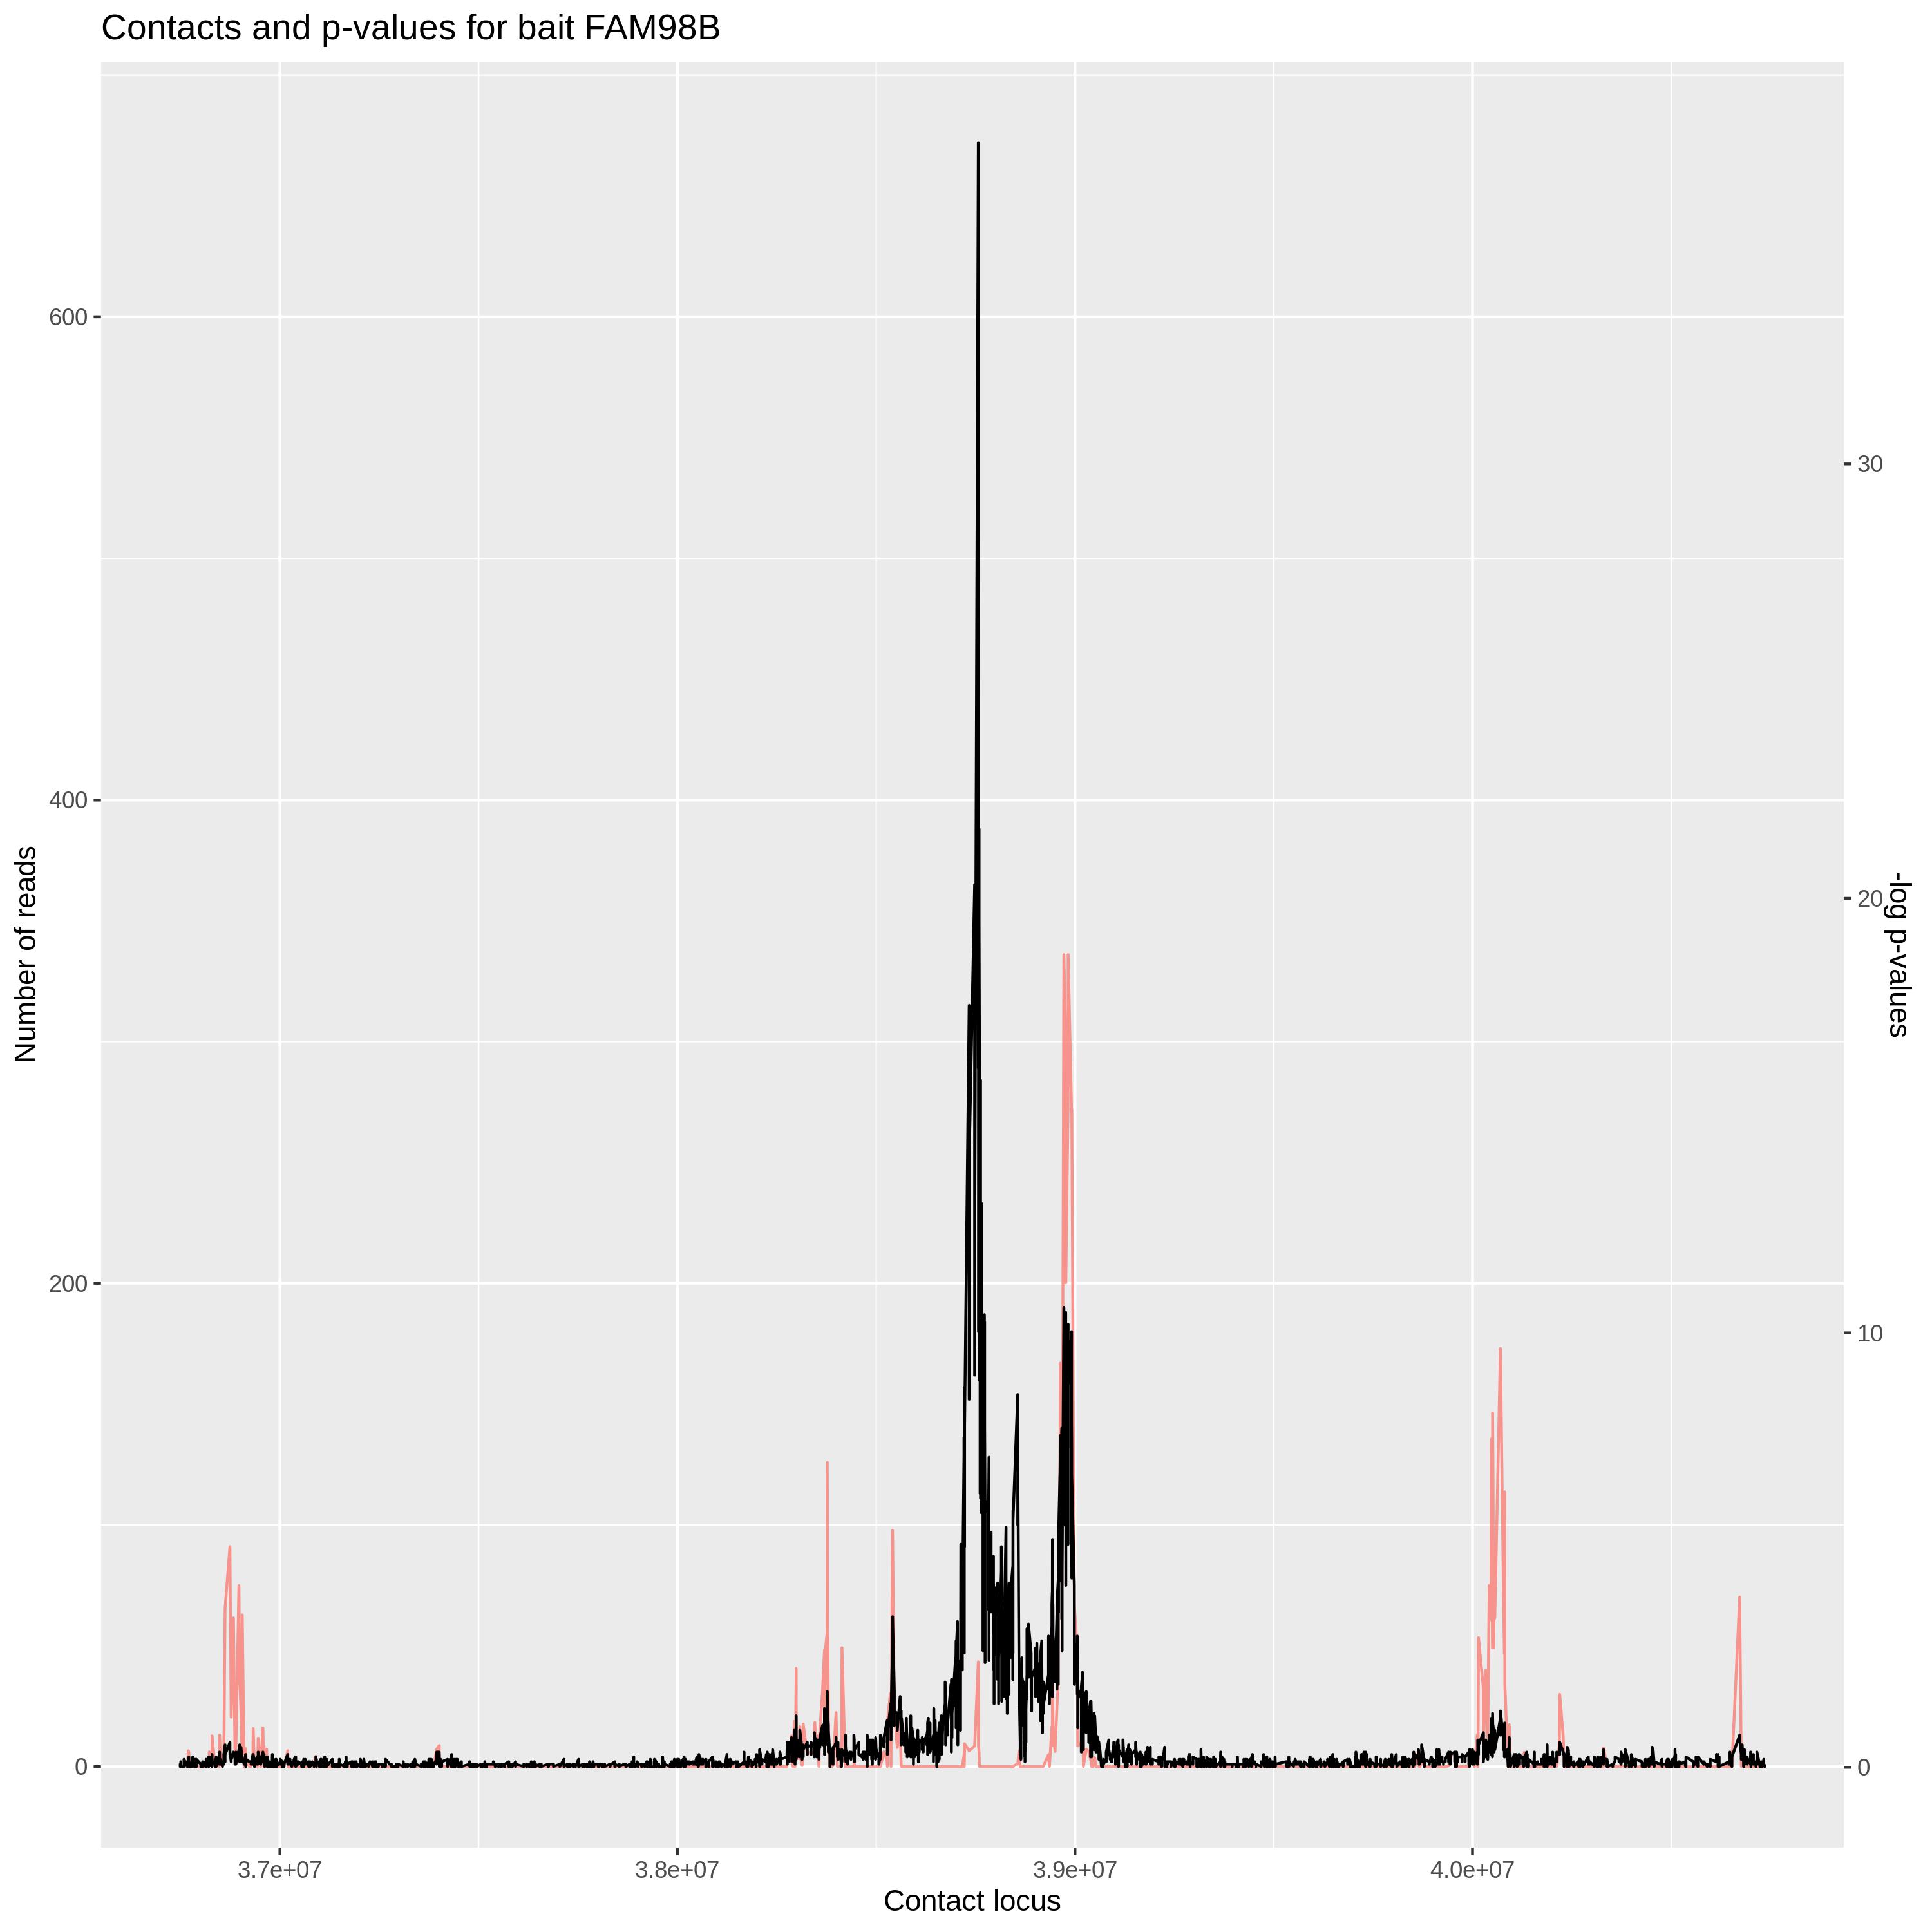 Contacts and p-values for bait FAM98B
600
400
200
0
Number of reads
30
20
10
0
-log p-values
3.7e+07 3.8e+07 3.9e+07 4.0e+07
Contact locus